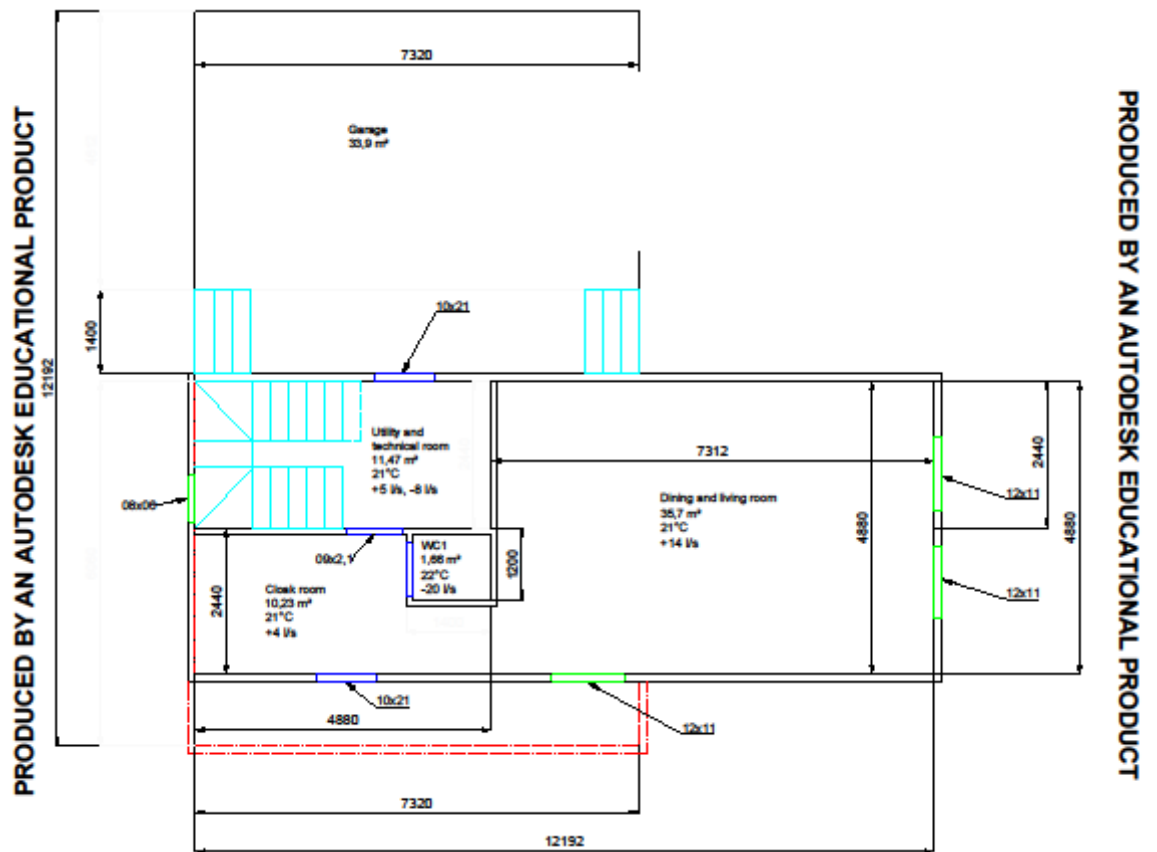 PRODUCED BY AN AUTODESK EDUCATIONAL PRODUCT
PRODUCED BY AN AUTODESK EDUCATIONAL PRODUCT
7320
Garage
33,9 m²
12192
1400
10x21
Utility and
technical room
11,47 m²
21°C
+5 l/s, -8 l/s
7312
2440
12x11
Dining and living room
35,7 m²
21°C
+14 l/s
4880
4880
09x2,1
WC1
1,66 m²
22°C
-20 l/s
1200
12x11
Cloak room
10,23 m²
21°C
+4 l/s
2440
10x21
4880
12x11
7320
12192